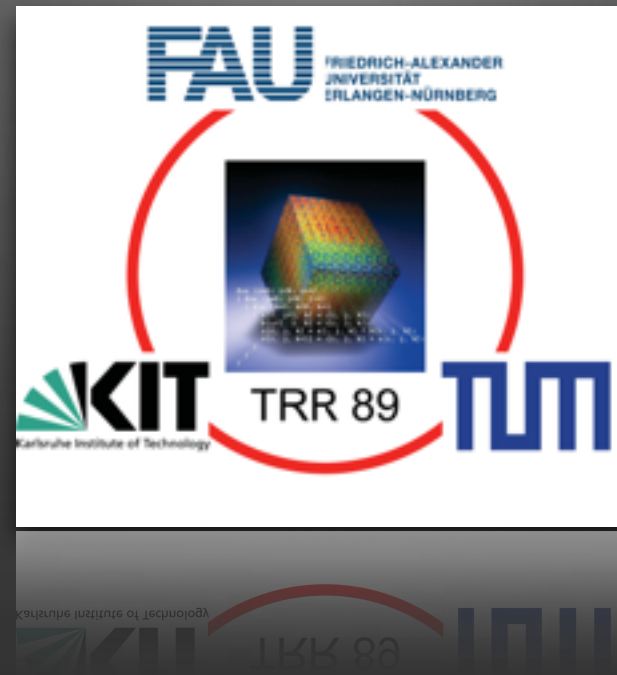 FAU
FRIEDRICH-ALEXANDER
UNIVERSITÄT
ERLANGEN-NÜRNBERG
KIT
Karlsruhe Institute of Technology
TRR 89
TUM